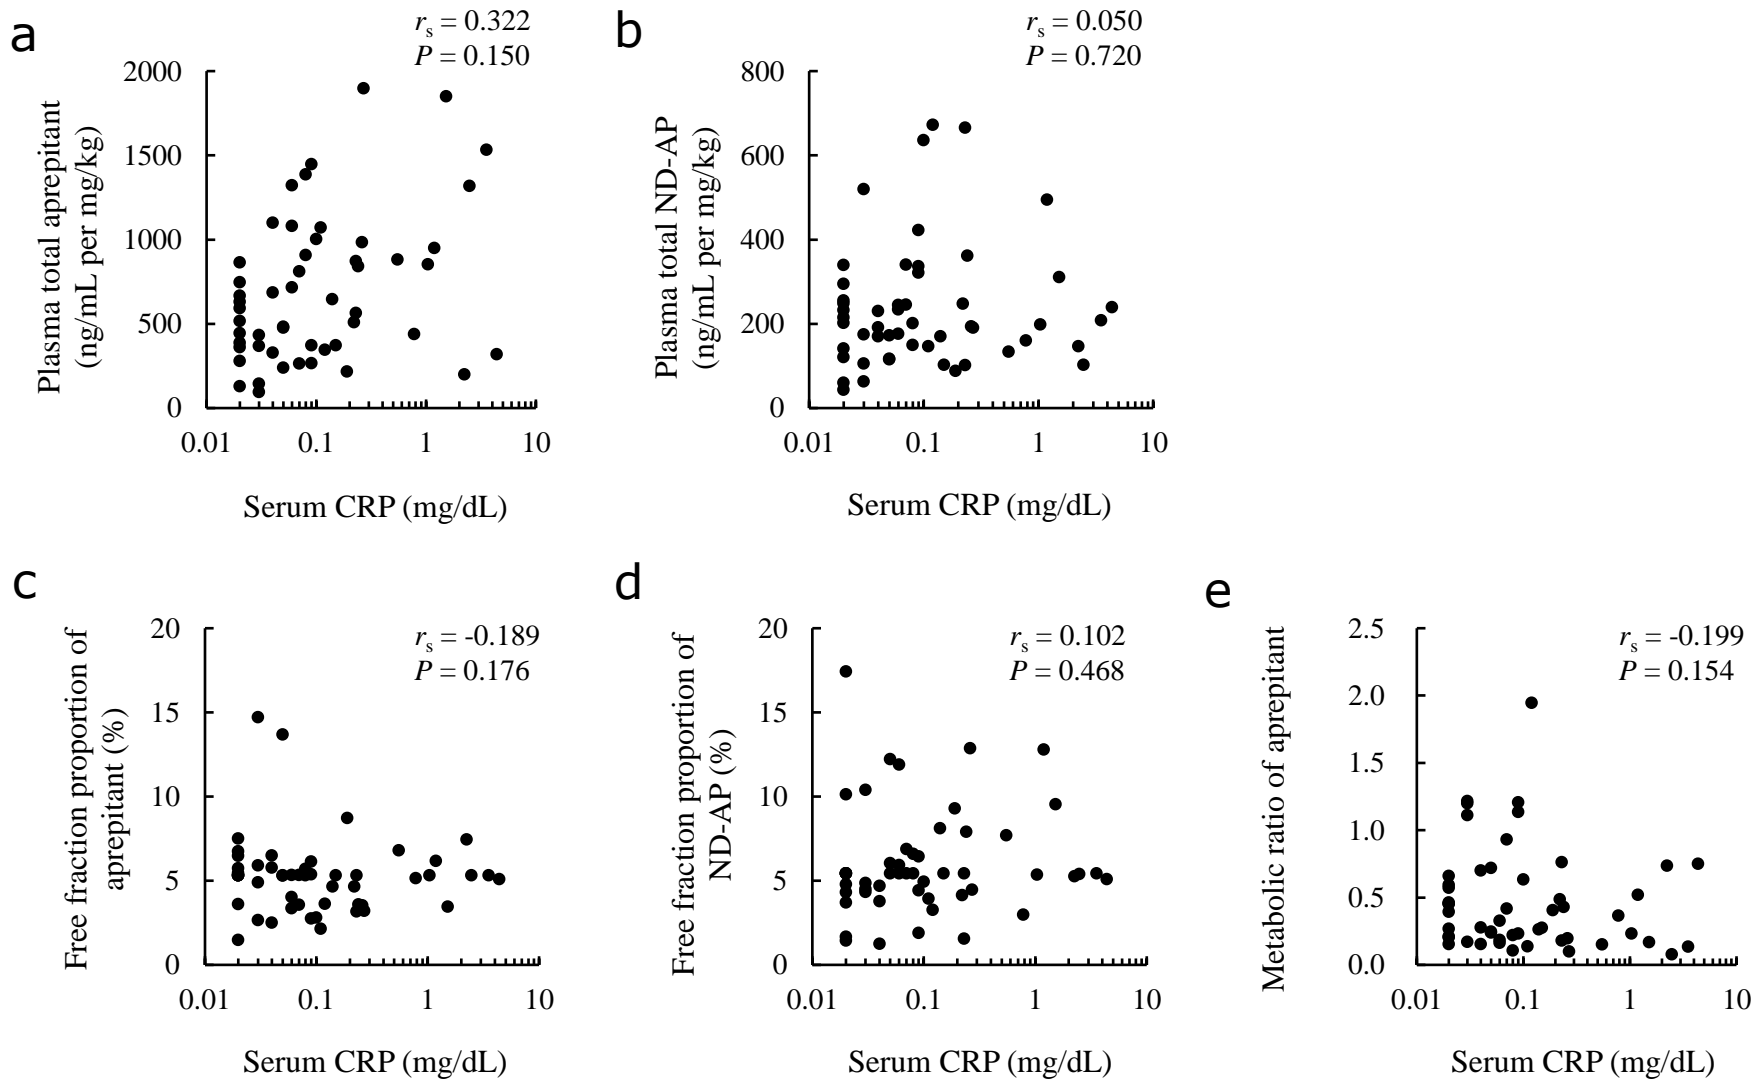 a
rs = 0.322
P = 0.150
2000
1500
1000
500
0
0.01 0.1 1 10
Plasma total aprepitant
(ng/mL per mg/kg)
Serum CRP (mg/dL)
b
rs = 0.050
P = 0.720
800
600
400
200
0
0.01 0.1 1 10
Plasma total ND-AP
(ng/mL per mg/kg)
Serum CRP (mg/dL)
c
rs = -0.189
P = 0.176
20
15
10
5
0
0.01 0.1 1 10
Free fraction proportion of
aprepitant (%)
Serum CRP (mg/dL)
d
rs = 0.102
P = 0.468
20
15
10
5
0
0.01 0.1 1 10
Free fraction proportion of
ND-AP (%)
Serum CRP (mg/dL)
e
rs = -0.199
P = 0.154
2.5
2.0
1.5
1.0
0.5
0.0
0.01 0.1 1 10
Metabolic ratio of aprepitant
Serum CRP (mg/dL)